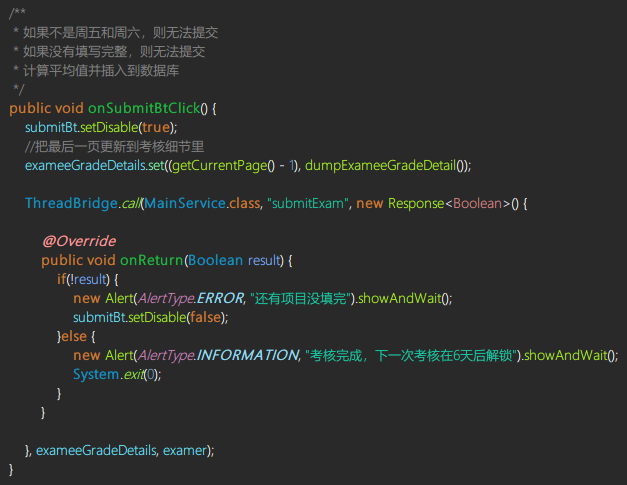 /**
 * 如果不是周五和周六，则无法提交
 * 如果没有填写完整，则无法提交
 * 计算平均值并插入到数据库
 */
public void onSubmitBtClick() {
    submitBt.setDisable(true);
    //把最后一页更新到考核细节里
    exameeGradeDetails.set((getCurrentPage() - 1), dumpExameeGradeDetail());

    ThreadBridge.call(MainService.class, "submitExam", new Response<Boolean>() {

        @Override
        public void onReturn(Boolean result) {
            if(!result) {
                new Alert(AlertType.ERROR, "还有项目没填完").showAndWait();
                submitBt.setDisable(false);
            }else {
                new Alert(AlertType.INFORMATION, "考核完成，下一次考核在6天后解锁").showAndWait();
                System.exit(0);
            }
        }

    }, exameeGradeDetails, examer);
}